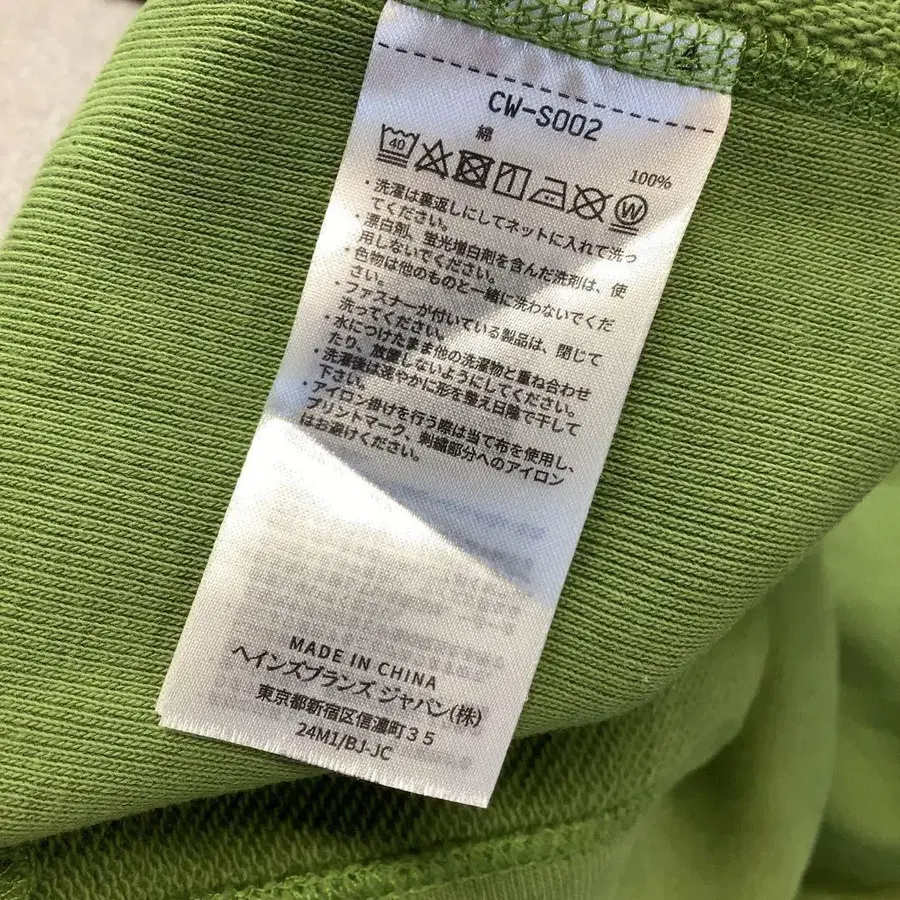 CW-S002
綿
100%
40
W
・洗濯は裏返しにしてネットに入れて洗っ
てください。
・漂白剤、蛍光増白剤を含んだ洗剤は、使
用しないでください。
・色物は他のものと一緒に洗わないでくだ
さい。
・ファスナーが付いている製品は、閉じて
洗ってください。
・水につけたまま他の洗濯物と重ね合わせ
たり、放置しないようにしてください。
・洗濯後は速やかに形を整え日陰で干して
下さい。
・アイロン掛けを行う際は当て布を使用し、
プリントマーク、刺繍部分へのアイロン
はお避けください。
MADE IN CHINA
ヘインズブランズ ジャパン(株)
東京都新宿区信濃町35
24M1/BJ-JC